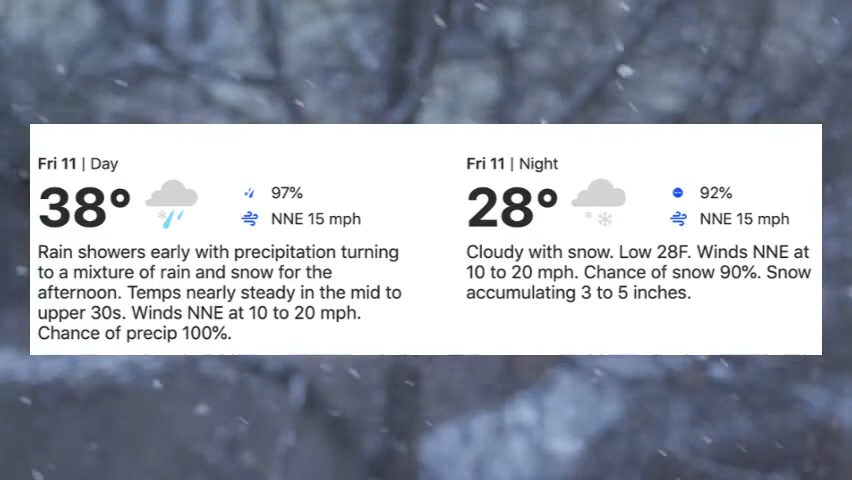 Fri 11 | Day
38°
97%
NNE 15 mph
Rain showers early with precipitation turning
to a mixture of rain and snow for the
afternoon. Temps nearly steady in the mid to
upper 30s. Winds NNE at 10 to 20 mph.
Chance of precip 100%.
Fri 11 | Night
28°
92%
NNE 15 mph
Cloudy with snow. Low 28F. Winds NNE at
10 to 20 mph. Chance of snow 90%. Snow
accumulating 3 to 5 inches.